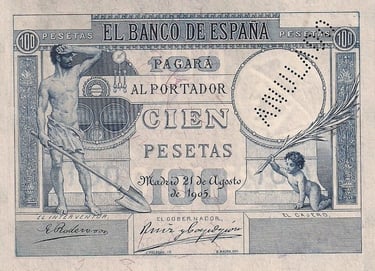 100 PESETAS EL BANCO DE ESPAÑA PESETAS 100
PAGARÁ
AL PORTADOR
CIEN
PESETAS
Madrid 21 de Agosto
de 1905.
EL INTERVENTOR, EL GOBERNADOR, EL CAJERO,